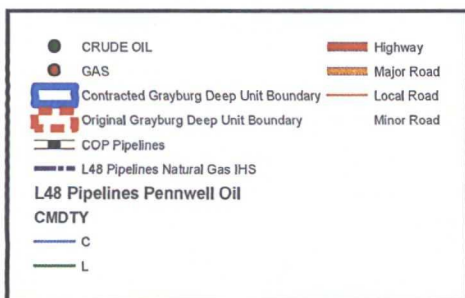 CRUDE OIL
GAS
Contracted Grayburg Deep Unit Boundary
Original Grayburg Deep Unit Boundary
COP Pipelines
L48 Pipelines Natural Gas IHS
L48 Pipelines Pennwell Oil
CMDTY
C
L
Highway
Major Road
Local Road
Minor Road